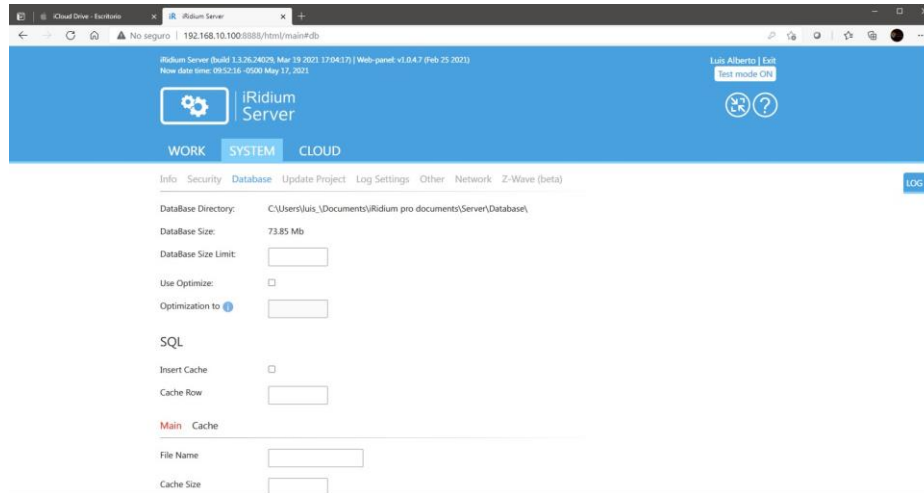 iCloud Drive - Escritorio
iR iRidium Server
No seguro | 192.168.10.100:8888/html/main#db
iRidium Server (build 1.3.26.24029, Mar 19 2021 17:04:17) | Web-panel: v1.0.4.7 (Feb 25 2021)
Luis Alberto | Exit
Now date time: 09:52:16 -0500 May 17, 2021
Test mode ON
iRidium
Server
WORK SYSTEM CLOUD
Info Security Database Update Project Log Settings Other Network Z-Wave (beta)
LOG
DataBase Directory: C:\Users\luis_\Documents\iRidium pro documents\Server\Database\,
DataBase Size: 73.85 Mb
DataBase Size Limit:
Use Optimize:
Optimization to
SQL
Insert Cache
Cache Row
Main Cache
File Name
Cache Size